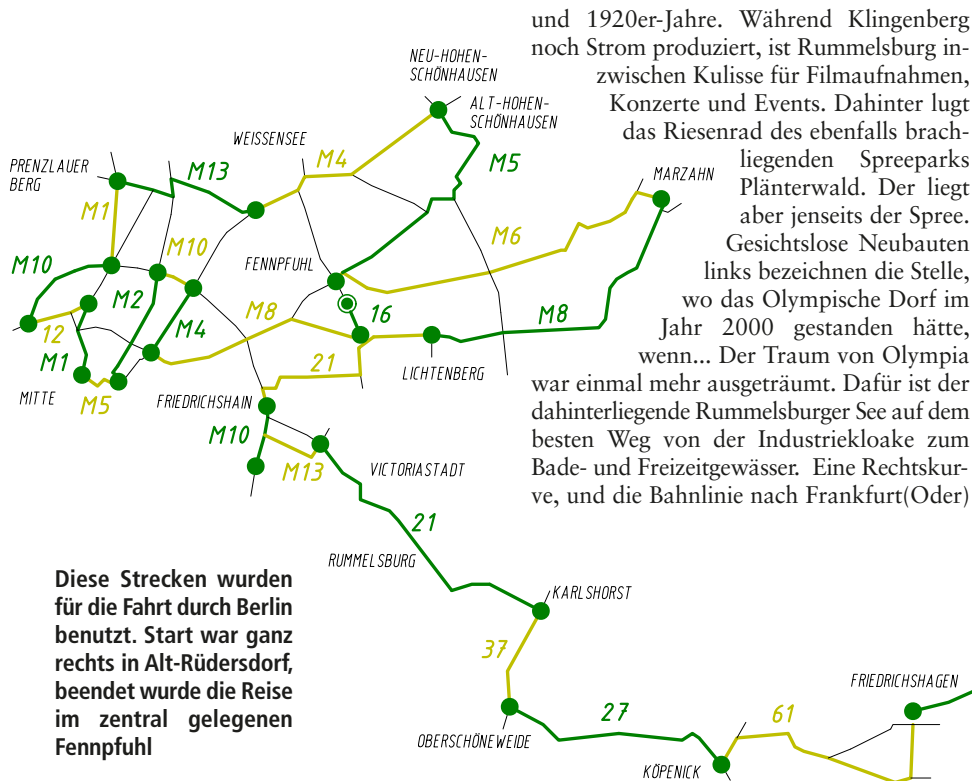 und 1920er-Jahre. Während Klingenberg
noch Strom produziert, ist Rummelsburg in-
zwischen Kulisse für Filmaufnahmen,
Konzerte und Events. Dahinter lugt
das Riesenrad des ebenfalls brach-
liegenden Spreeparks
Plänterwald. Der liegt
aber jenseits der Spree.
Gesichtslose Neubauten
links bezeichnen die Stelle,
wo das Olympische Dorf im
Jahr 2000 gestanden hätte,
wenn... Der Traum von Olympia
war einmal mehr ausgeträumt. Dafür ist der
dahinterliegende Rummelsburger See auf dem
besten Weg von der Industriekloake zum
Bade- und Freizeitgewässer. Eine Rechtskur-
ve, und die Bahnlinie nach Frankfurt(Oder)
NEU-HOHEN-
SCHÖNHAUSEN
ALT-HOHEN-
SCHÖNHAUSEN
WEISSENSEE
M4
M5
PRENZLAUER
BERG
M13
MARZAHN
M1
M6
M10
FENNPFUHL
M10
M2
M8
16
M8
12
M4
M1
21
LICHTENBERG
MITTE
M5
FRIEDRICHSHAIN
M10
M13
VICTORIASTADT
21
RUMMELSBURG
KARLSHORST
37
OBERSCHÖNEWEIDE
27
61
FRIEDRICHSHAGEN
KÖPENICK
Diese Strecken wurden
für die Fahrt durch Berlin
benutzt. Start war ganz
rechts in Alt-Rüdersdorf,
beendet wurde die Reise
im zentral gelegenen
Fennpfuhl